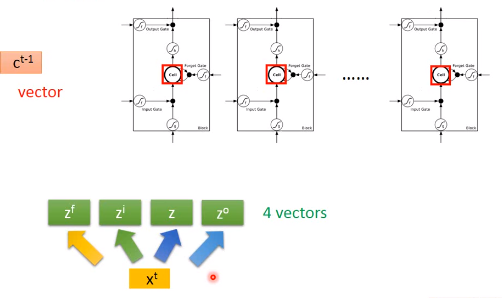 Output Gate
Forget Gate
Cell
Input Gate
Block
Output Gate
Forget Gate
Cell
Input Gate
Block
......
Output Gate
Forget Gate
Cell
Input Gate
Block
c^t-1
vector
z^f z^i z z^o 4 vectors
x^t